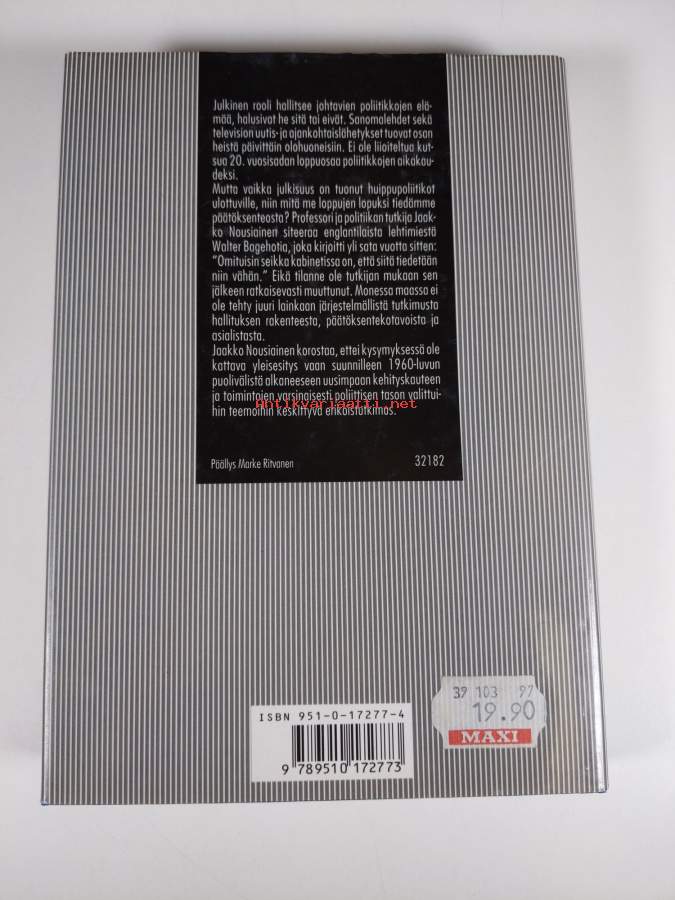 Julkinen rooli hallitsee johtavien poliitikkojen elä-
mää, halusivat he sitä tai eivät. Sanomalehdet sekä
television uutis- ja ajankohtaislähetykset tuovat osan
heistä päivittäin olohuoneisiin. Ei ole liioiteltua kut-
sua 20. vuosisadan loppuosaa poliitikkojen aikakau-
deksi.
Mutta vaikka julkisuus on tuonut huippupoliitikot
ulottuville, niin mitä me loppujen lopuksi tiedämme
päätöksenteosta? Professori ja politiikan tutkija Jaak-
ko Nousiainen siteeraa englantilaista lehtimiestä
Walter Bagehotia, joka kirjoitti yli sata vuotta sitten:
”Omituisin seikka kabinetissa on, että siitä tiedetään
niin vähän.” Eikä tilanne ole tutkijan mukaan sen
jälkeen ratkaisevasti muuttunut. Monessa maassa ei
ole tehty juuri lainkaan järjestelmällistä tutkimusta
hallituksen rakenteesta, päätöksentekotavoista ja
asialistasta.
Jaakko Nousiainen korostaa, ettei kysymyksessä ole
kattava yleisesitys vaan suunnilleen 1960-luvun
puolivälistä alkaneeseen uusimpaan kehityskauteen
ja toimintojen varsinaisesti poliittisen tason valittui-
Antikvariaatti.net
hin teemoihin keskittyvä erikoistutkimus.
Päällys Marke Ritvanen 32182
39 103 97
19.90
MAXI
ISBN 951-0-17277-4
9 789510 172773